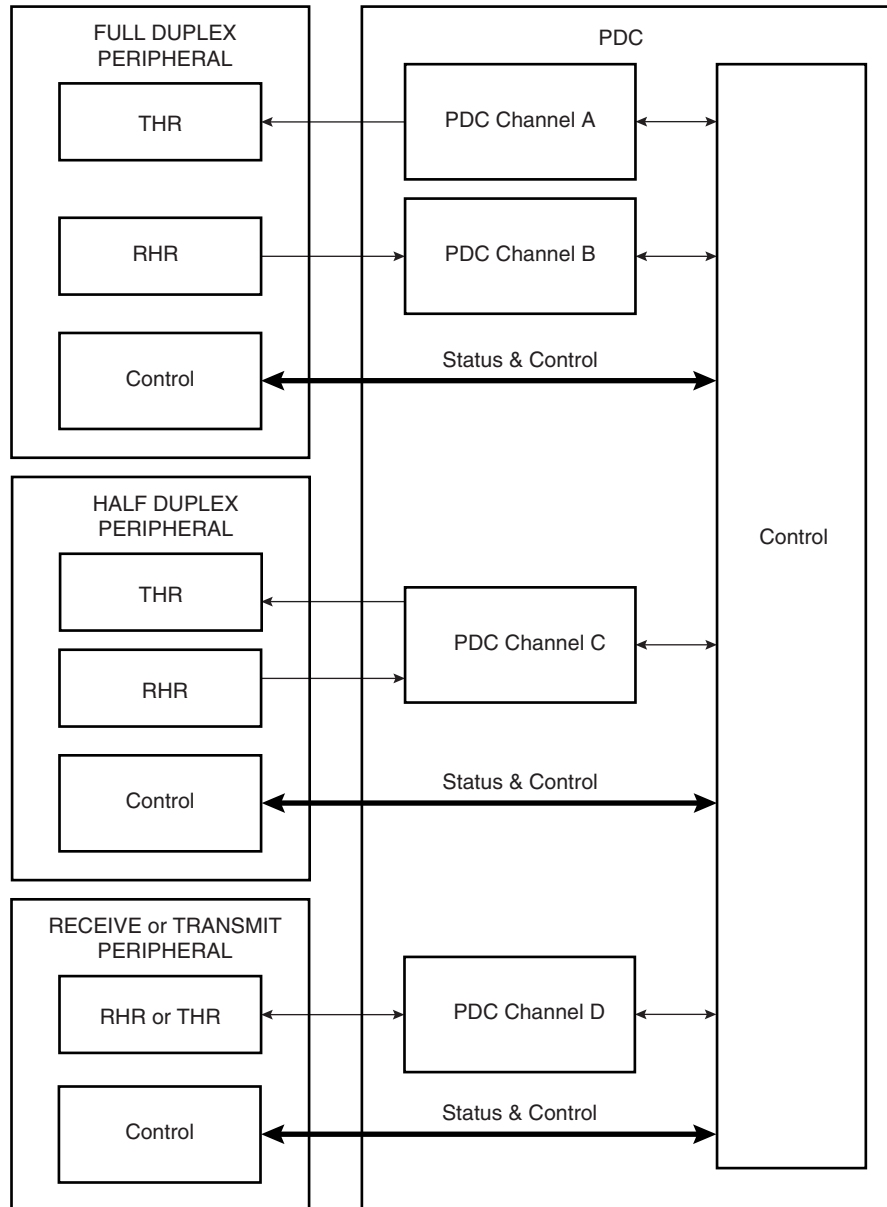 FULL DUPLEX
PERIPHERAL
THR
RHR
Control
PDC
PDC Channel A
PDC Channel B
Status & Control
HALF DUPLEX
PERIPHERAL
THR
RHR
Control
PDC Channel C
Status & Control
Control
RECEIVE or TRANSMIT
PERIPHERAL
RHR or THR
Control
PDC Channel D
Status & Control